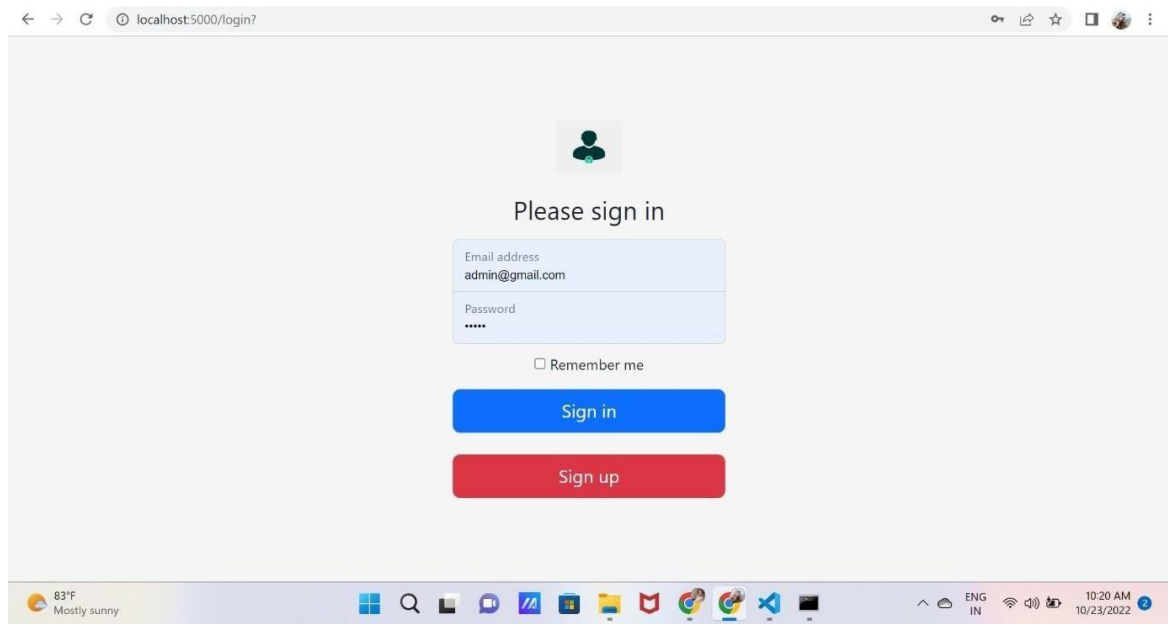 localhost:5000/login?
Please sign in
Email address
admin@gmail.com
Password
•••••
Remember me
Sign in
Sign up
83°F
Mostly sunny
ENG
IN
10:20 AM
10/23/2022
2